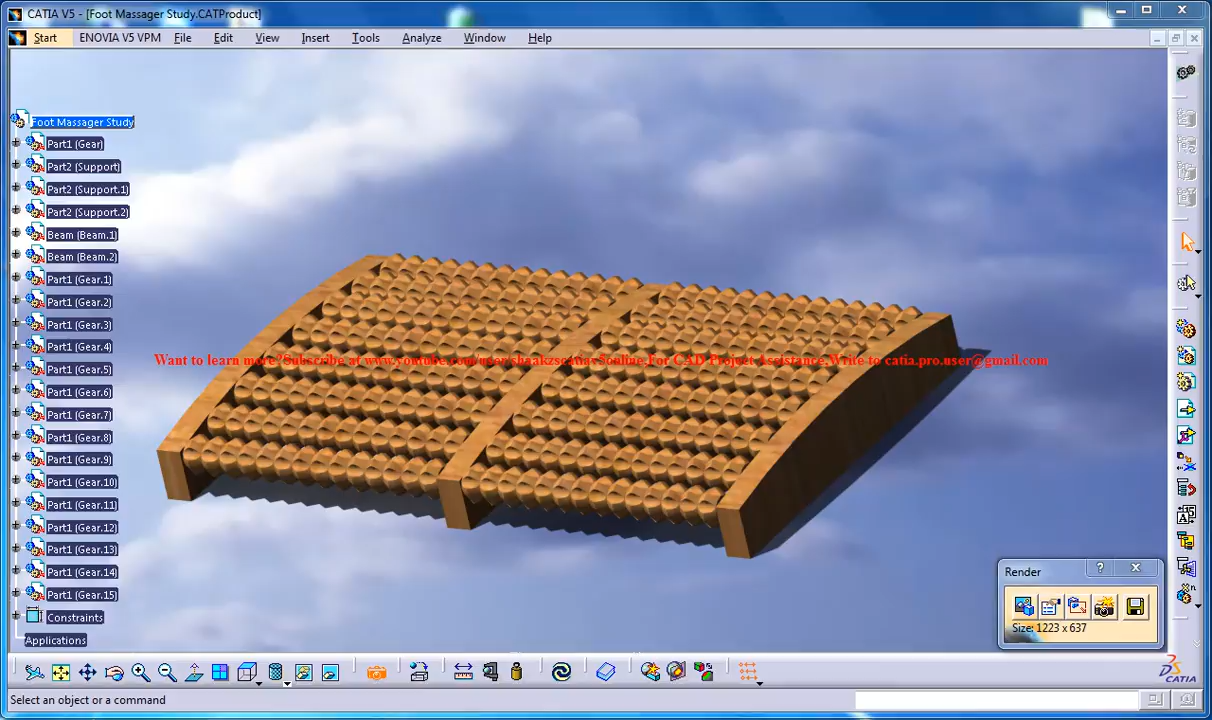 CATIA V5 - [Foot Massager Study.CATProduct]
Start ENOVIA V5 VPM File Edit View Insert Tools Analyze Window Help
Foot Massager Study
Part1 (Gear)
Part2 (Support)
Part2 (Support.1)
Part2 (Support.2)
Beam (Beam.1)
Beam (Beam.2)
Part1 (Gear.1)
Part1 (Gear.2)
Part1 (Gear.3)
Part1 (Gear.4)
Part1 (Gear.5)
Part1 (Gear.6)
Part1 (Gear.7)
Part1 (Gear.8)
Part1 (Gear.9)
Part1 (Gear.10)
Part1 (Gear.11)
Part1 (Gear.12)
Part1 (Gear.13)
Part1 (Gear.14)
Part1 (Gear.15)
Constraints
Applications
Want to learn more?Subscribe at www.youtube.com/user/shaakzscatiav5online,For CAD Project Assistance,Write to catia.pro.user@gmail.com
Render
Size: 1223 x 637
CATIA
Select an object or a command